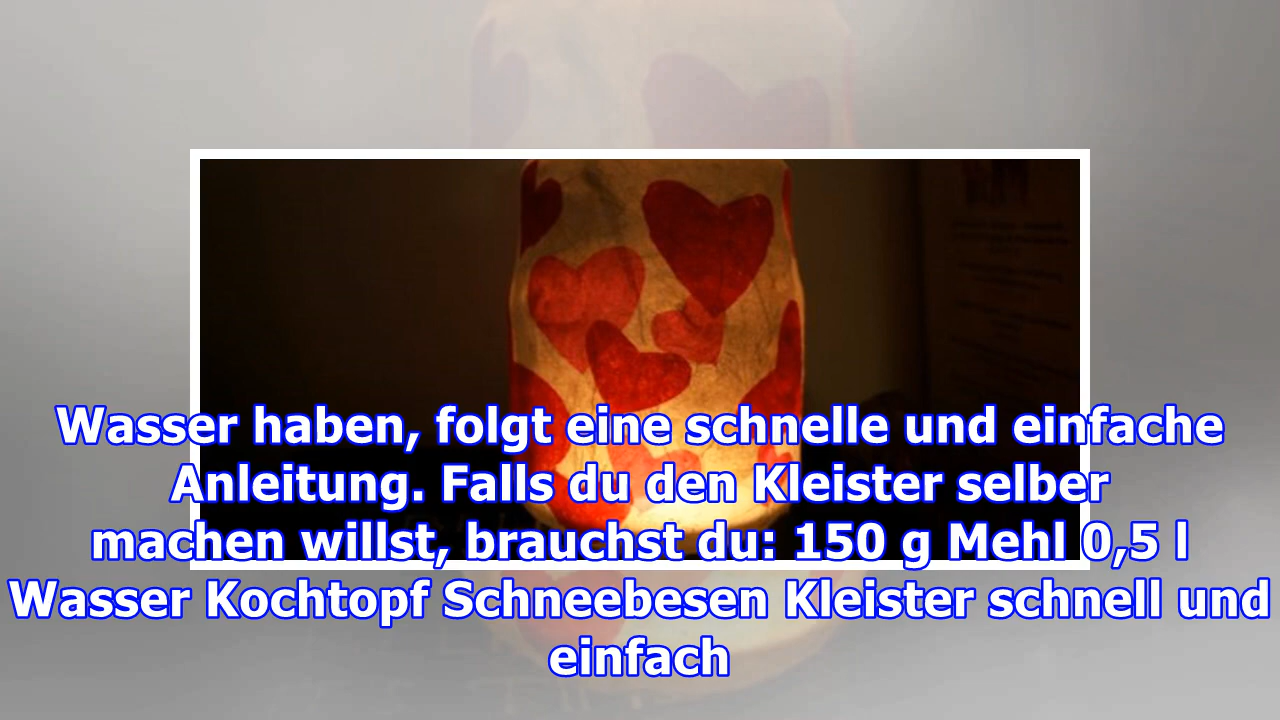 Wasser haben, folgt eine schnelle und einfache
Anleitung. Falls du den Kleister selber
machen willst, brauchst du: 150 g Mehl 0,5 l
Wasser Kochtopf Schneebesen Kleister schnell und
einfach